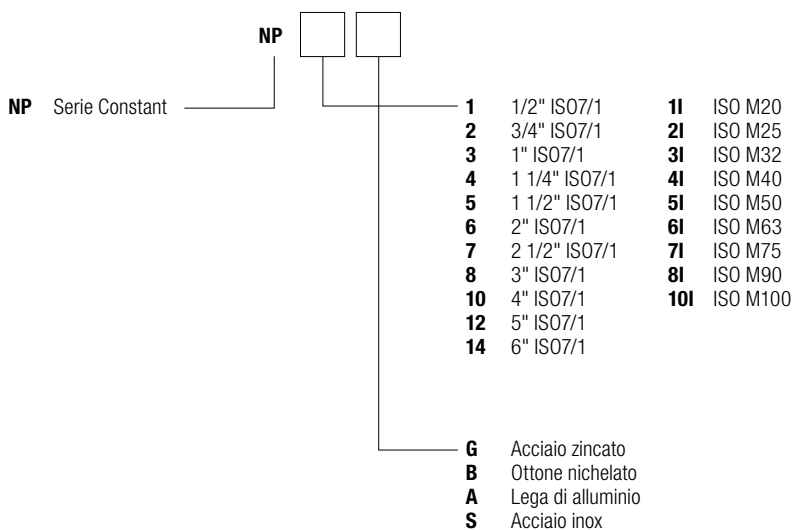 NP
NP Serie Constant
1 1/2" ISO7/1 1I ISO M20
2 3/4" ISO7/1 2I ISO M25
3 1" ISO7/1 3I ISO M32
4 1 1/4" ISO7/1 4I ISO M40
5 1 1/2" ISO7/1 5I ISO M50
6 2" ISO7/1 6I ISO M63
7 2 1/2" ISO7/1 7I ISO M75
8 3" ISO7/1 8I ISO M90
10 4" ISO7/1 10I ISO M100
12 5" ISO7/1
14 6" ISO7/1
G Acciaio zincato
B Ottone nichelato
A Lega di alluminio
S Acciaio inox